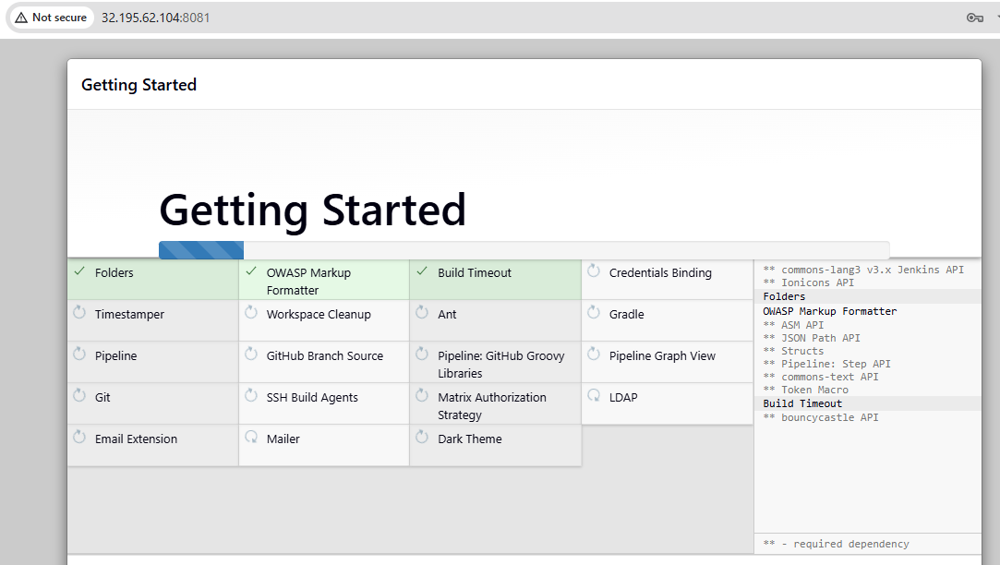 Not secure
32.195.62.104:8081
Getting Started
Getting Started
Folders
OWASP Markup
Formatter
Build Timeout
Credentials Binding
Timestamper
Workspace Cleanup
Ant
Gradle
Pipeline
GitHub Branch Source
Pipeline: GitHub Groovy
Libraries
Pipeline Graph View
Git
SSH Build Agents
Matrix Authorization
Strategy
LDAP
Email Extension
Mailer
Dark Theme
** commons-lang3 v3.x Jenkins API
** Ionicons API
Folders
OWASP Markup Formatter
** ASM API
** JSON Path API
** Structs
** Pipeline: Step API
** commons-text API
** Token Macro
Build Timeout
** bouncycastle API
** - required dependency